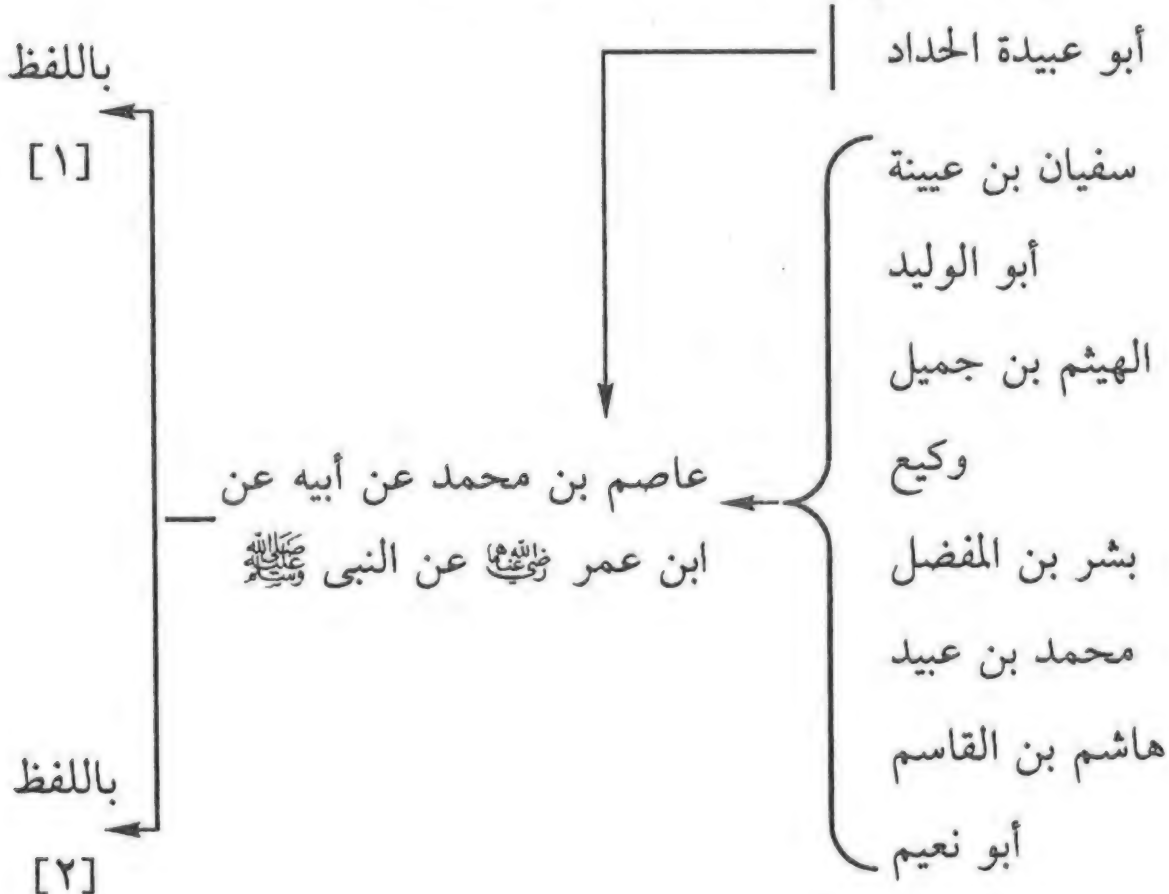 أبو عبيدة الحداد
سفيان بن عيينة
أبو الوليد
الهيثم بن جميل
وكيع
بشر بن المفضل
محمد بن عبيد
هاشم بن القاسم
أبو نعيم
عاصم بن محمد عن أبيه عن
ابن عمر رضي الله عنهما عن النبى ﷺ
باللفظ
[١]
باللفظ
[٢]